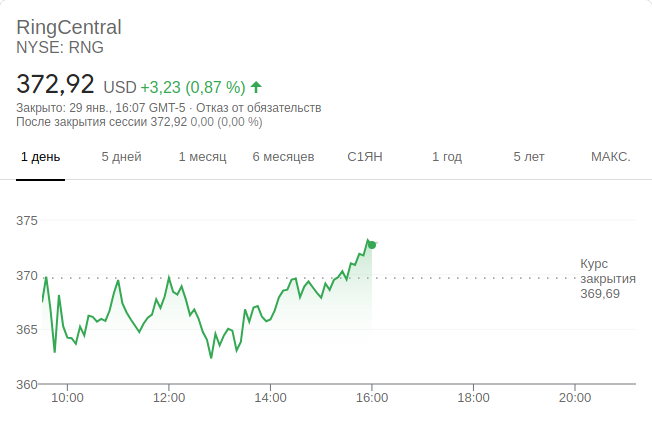 RingCentral
NYSE: RNG
372,92 USD +3,23 (0,87 %)
Закрыто: 29 янв., 16:07 GMT-5 · Отказ от обязательств
После закрытия сессии 372,92 0,00 (0,00 %)
1 день 5 дней 1 месяц 6 месяцев С1ЯН 1 год 5 лет МАКС.
375
370
365
360
Курс
закрытия
369,69
10:00 12:00 14:00 16:00 18:00 20:00